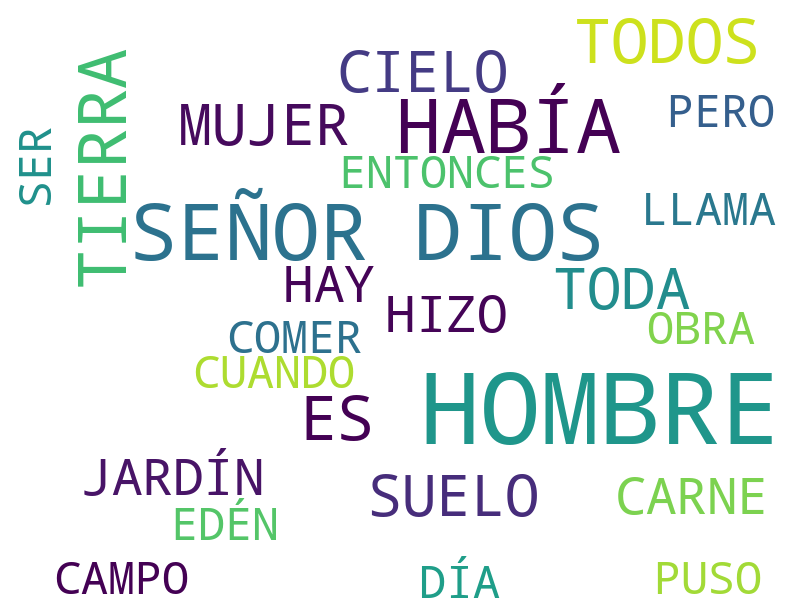 TODOS
CIELO
TIERRA
HABÍA
PERO
MUJER
SER
ENTONCES
SEÑOR DIOS
LLAMA
HAY
TODA
HIZO
OBRA
COMER
CUANDO
ES
HOMBRE
JARDÍN
SUELO
CARNE
EDÉN
CAMPO
DÍA
PUSO